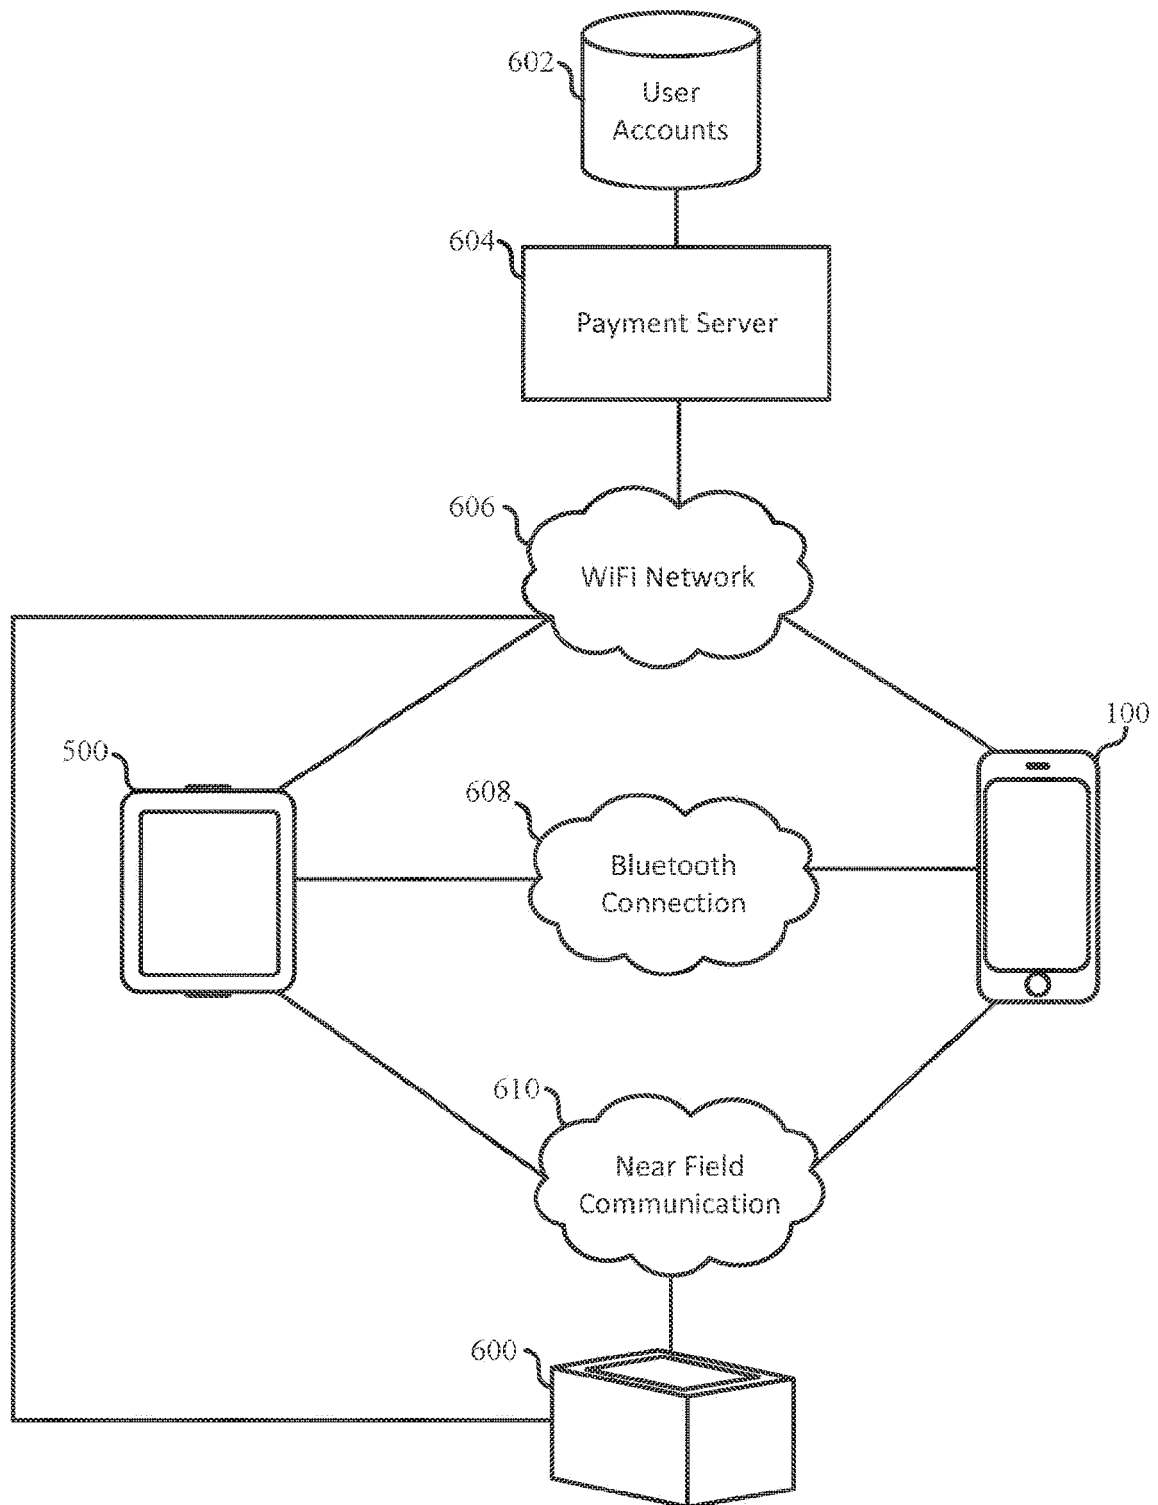 602
User
Accounts
604
Payment Server
606
WiFi Network
100
500
608
Bluetooth
Connection
610
Near Field
Communication
600